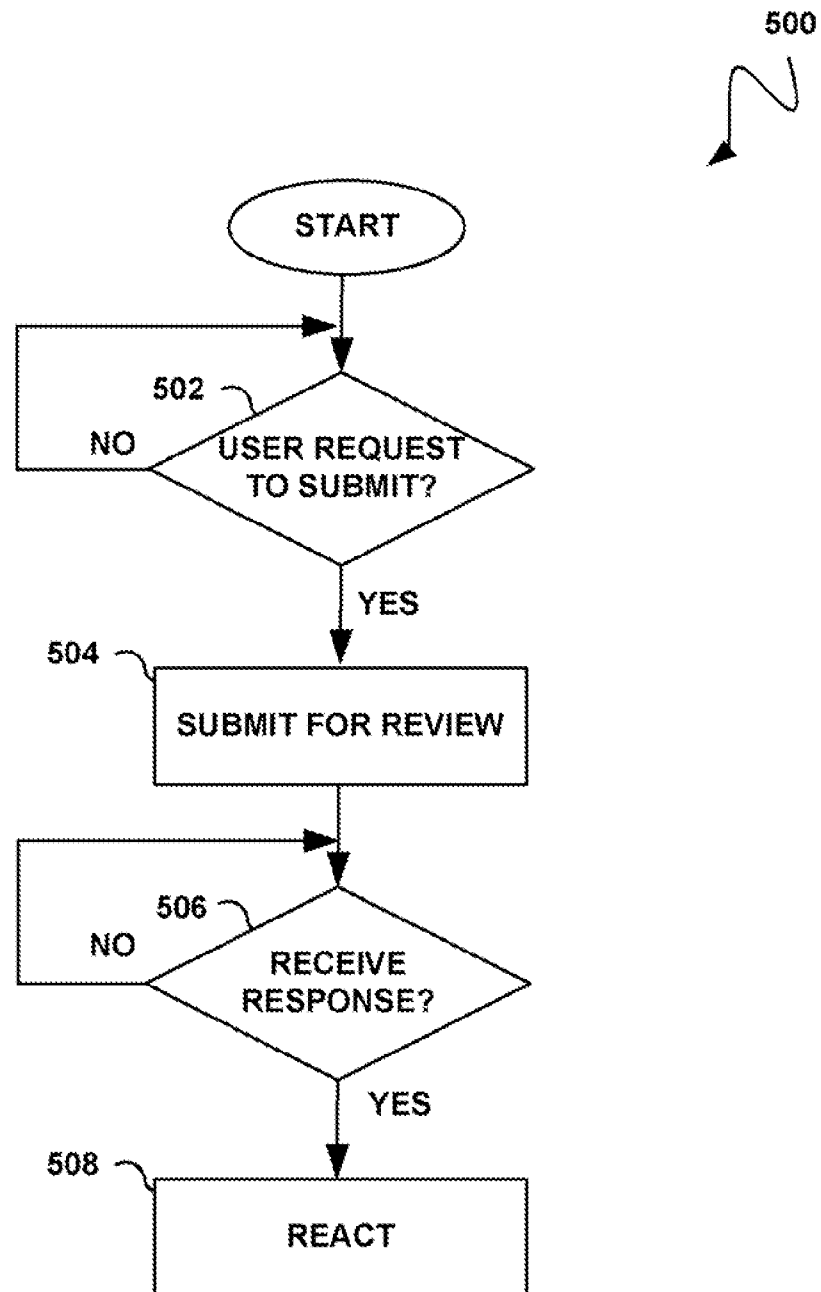 500
START
502
NO
USER REQUEST
TO SUBMIT?
YES
504
SUBMIT FOR REVIEW
506
NO
RECEIVE
RESPONSE?
YES
508
REACT